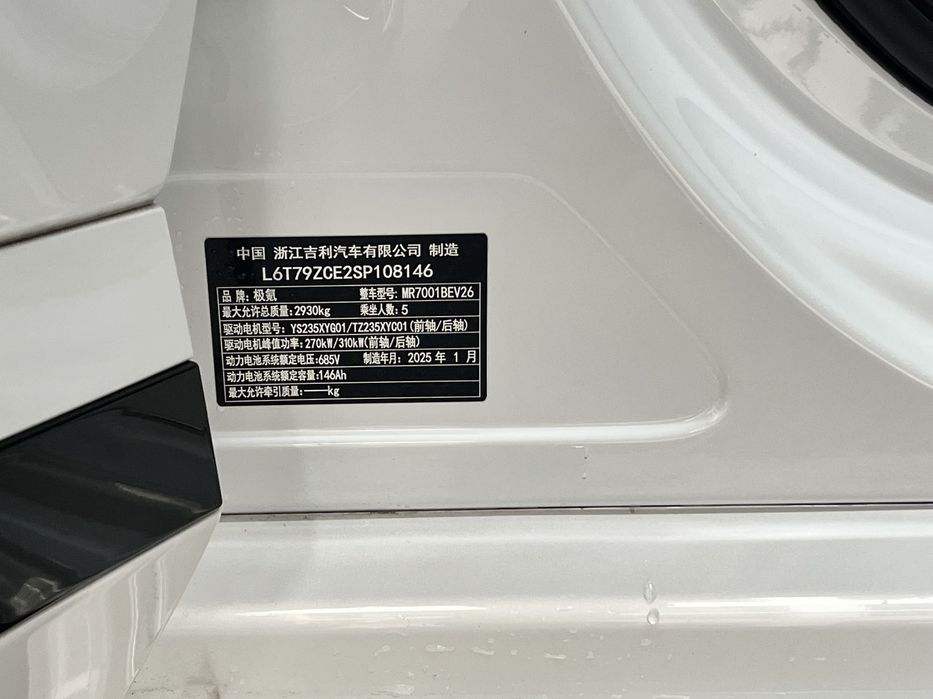 中国 浙江吉利汽车有限公司 制造
L6T79ZCE2SP108146
品 牌: 极氪 整车型号: MR7001BEV26
最大允许总质量:2930kg 乘坐人数: 5
驱动电机型号: YS235XYG01/TZ235XYC01(前轴/后轴)
驱动电机峰值功率: 270kW/310kW(前轴/后轴)
动力电池系统额定电压:685V 制造年月: 2025 年 1 月
动力电池系统额定容量:146Ah
最大允许牵引质量:——kg